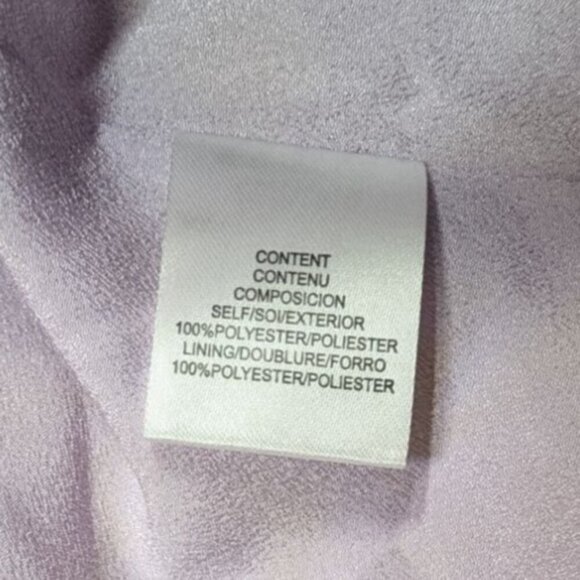 CONTENT
CONTENU
COMPOSICION
SELF/SOI/EXTERIOR
100%POLYESTER/POLIESTER
LINING/DOUBLURE/FORRO
100%POLYESTER/POLIESTER